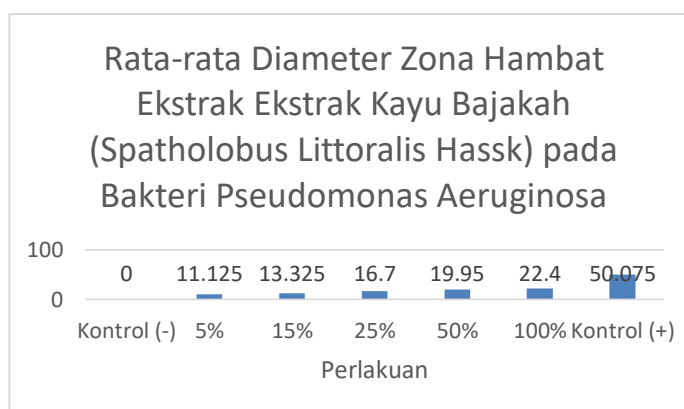 Rata-rata Diameter Zona Hambat
Ekstrak Ekstrak Kayu Bajakah
(Spatholobus Littoralis Hassk) pada
Bakteri Pseudomonas Aeruginosa
100
0 11.125 13.325 16.7 19.95 22.4 50.075
0
Kontrol (-) 5% 15% 25% 50% 100% Kontrol (+)
Perlakuan